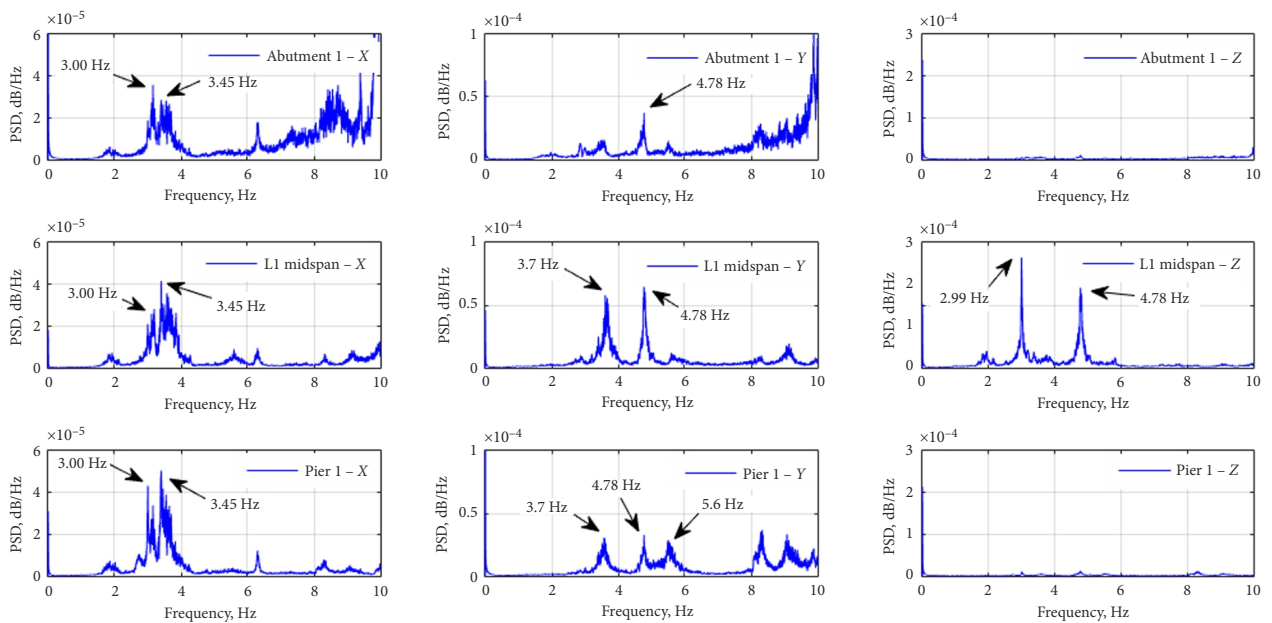 ×10⁻⁵
6
4
2
0
PSD, dB/Hz
Abutment 1 – X
3.00 Hz
3.45 Hz
0 2 4 6 8 10
Frequency, Hz
×10⁻⁴
1
0.5
0
PSD, dB/Hz
Abutment 1 – Y
4.78 Hz
0 2 4 6 8 10
Frequency, Hz
×10⁻⁴
3
2
1
0
PSD, dB/Hz
Abutment 1 – Z
0 2 4 6 8 10
Frequency, Hz
×10⁻⁵
6
4
2
0
PSD, dB/Hz
L1 midspan – X
3.00 Hz
3.45 Hz
0 2 4 6 8 10
Frequency, Hz
×10⁻⁴
1
0.5
0
PSD, dB/Hz
L1 midspan – Y
3.7 Hz
4.78 Hz
0 2 4 6 8 10
Frequency, Hz
×10⁻⁴
3
2
1
0
PSD, dB/Hz
L1 midspan – Z
2.99 Hz
4.78 Hz
0 2 4 6 8 10
Frequency, Hz
×10⁻⁵
6
4
2
0
PSD, dB/Hz
Pier 1 – X
3.00 Hz
3.45 Hz
0 2 4 6 8 10
Frequency, Hz
×10⁻⁴
1
0.5
0
PSD, dB/Hz
Pier 1 – Y
4.78 Hz
3.7 Hz
5.6 Hz
0 2 4 6 8 10
Frequency, Hz
×10⁻⁴
3
2
1
0
PSD, dB/Hz
Pier 1 – Z
0 2 4 6 8 10
Frequency, Hz